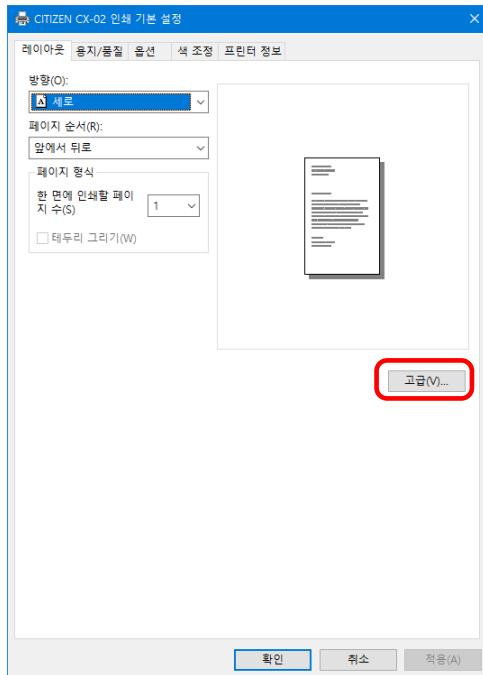 CITIZEN CX-02 인쇄 기본 설정
레이아웃 용지/품질 옵션 색 조정 프린터 정보
방향(O):
A 세로
페이지 순서(R):
앞에서 뒤로
페이지 형식
한 면에 인쇄할 페이
지 수(S)
1
테두리 그리기(W)
고급(V)...
확인 취소 적용(A)